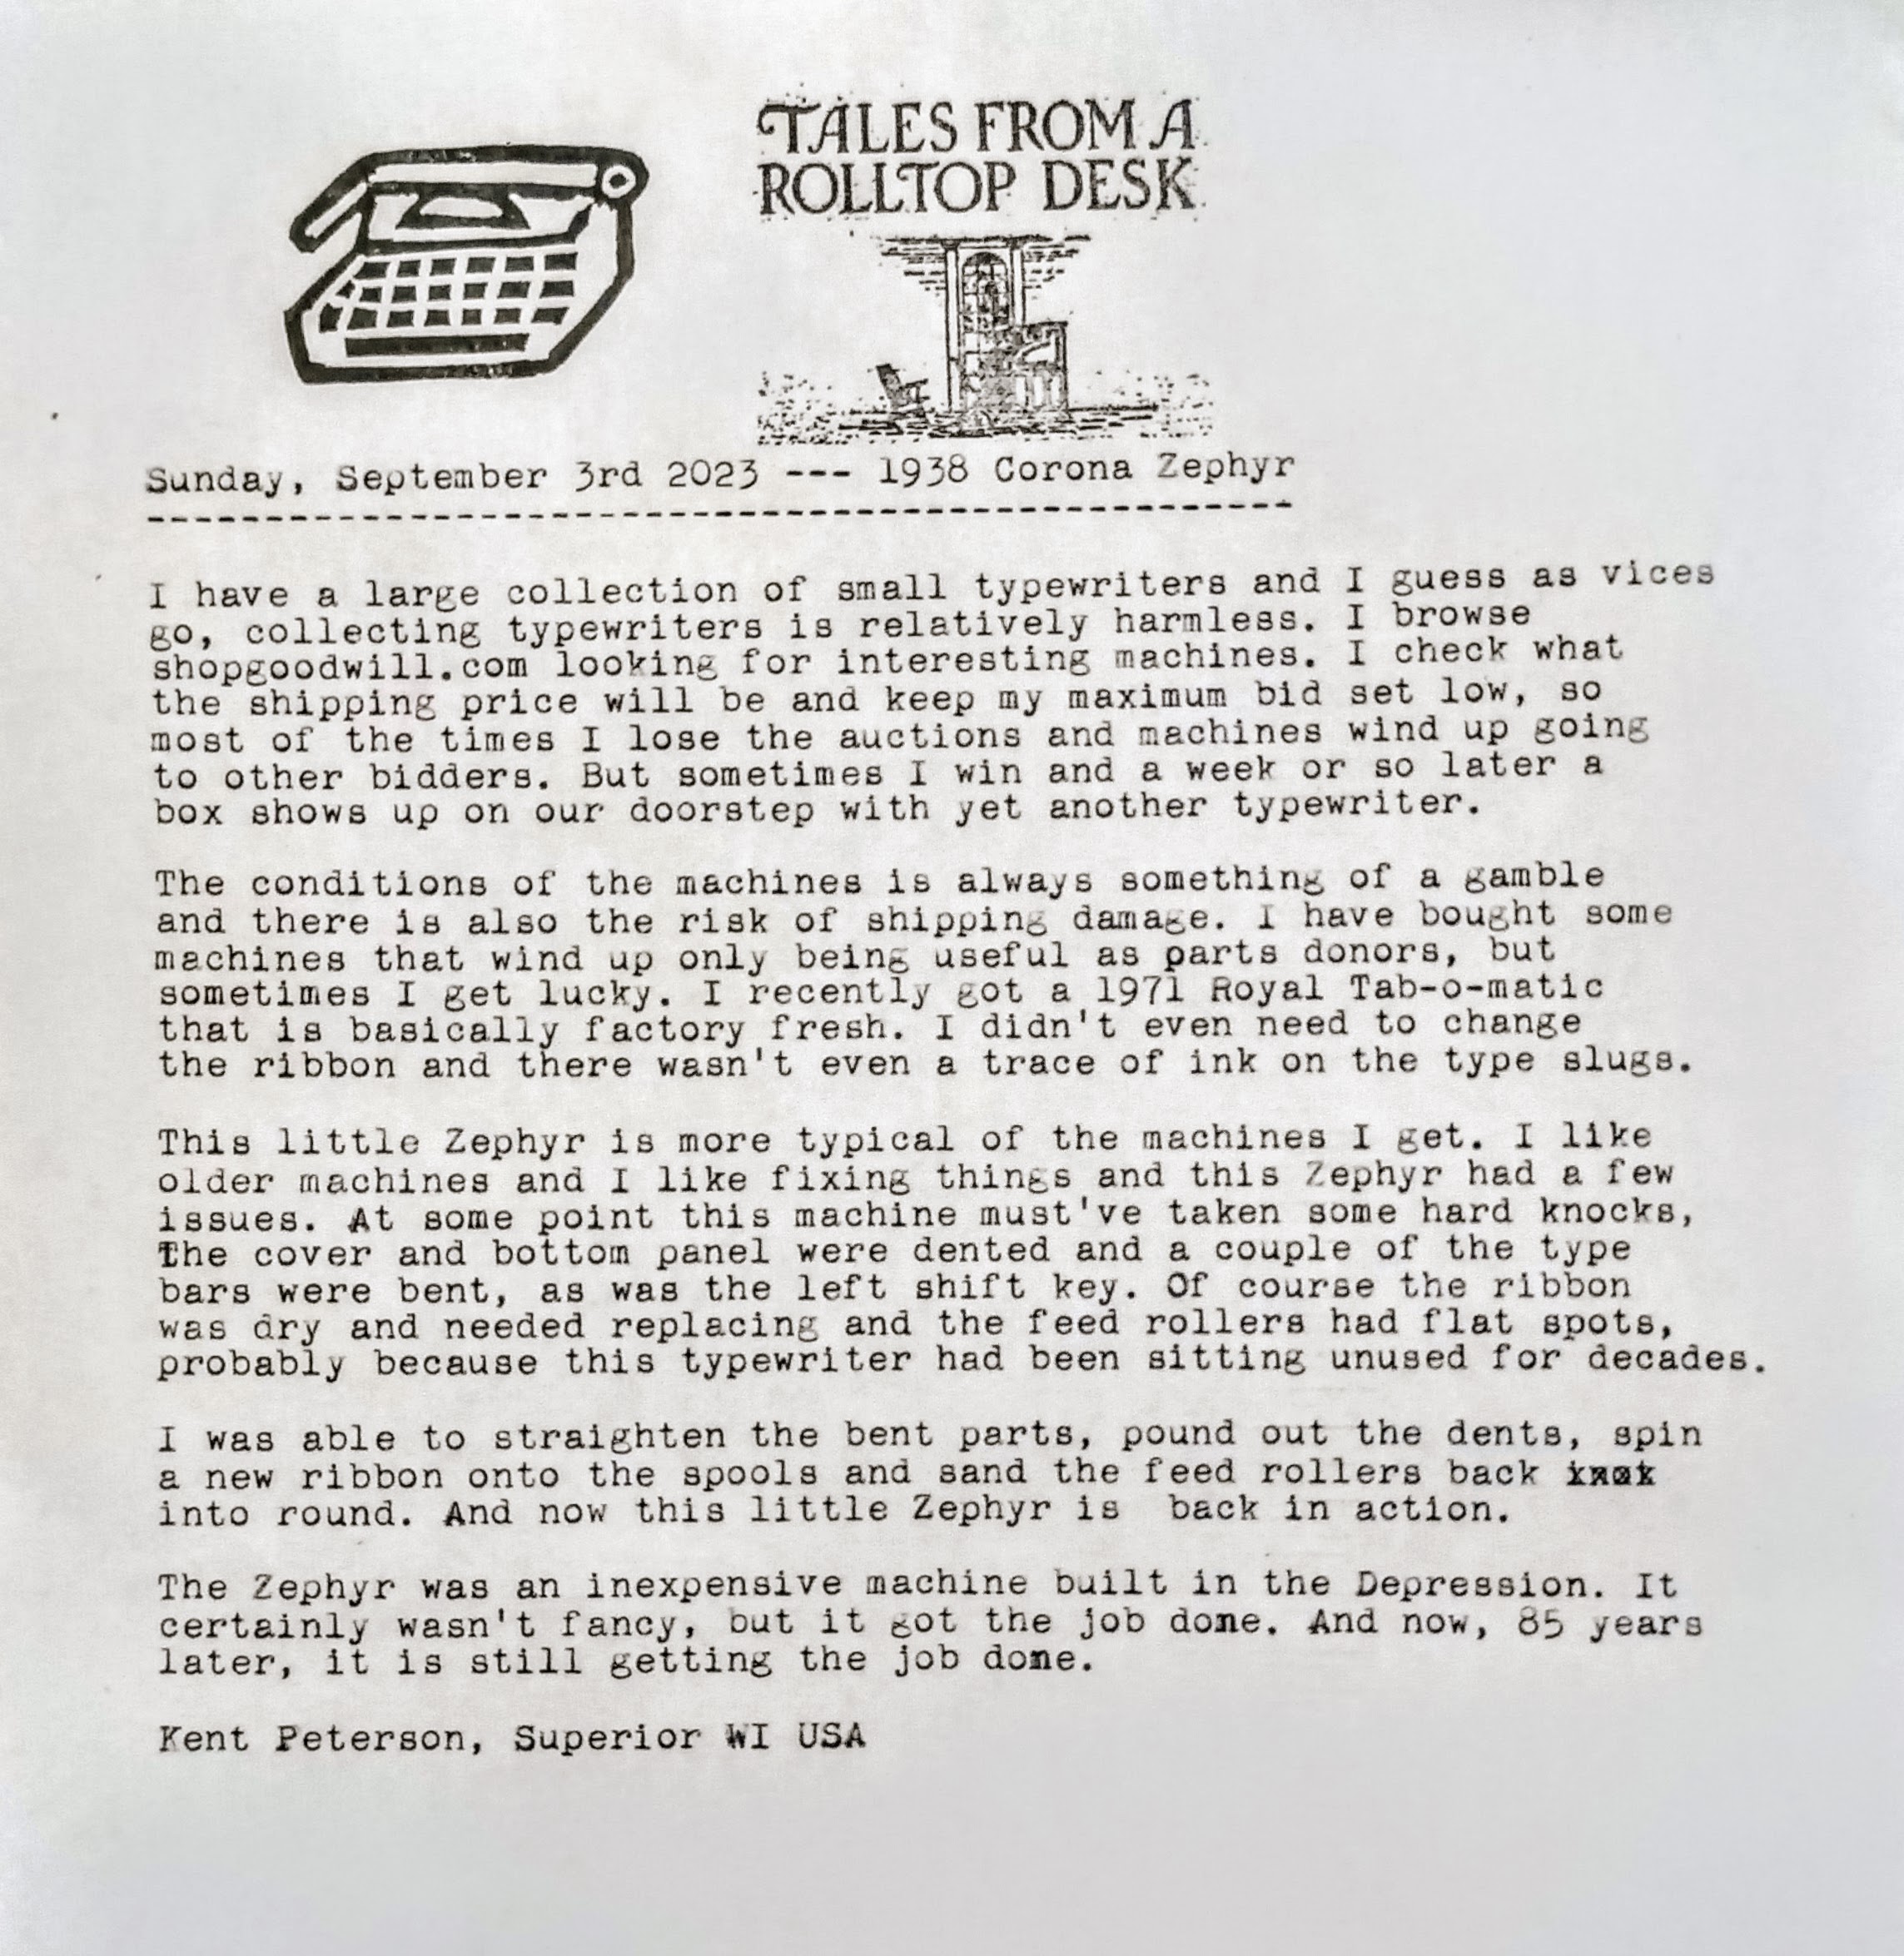 TALES FROM A
ROLLTOP DESK
Sunday, September 3rd 2023 --- 1938 Corona Zephyr
-------------------------------------------------
I have a large collection of small typewriters and I guess as vices
go, collecting typewriters is relatively harmless. I browse
shopgoodwill.com looking for interesting machines. I check what
the shipping price will be and keep my maximum bid set low, so
most of the times I lose the auctions and machines wind up going
to other bidders. But sometimes I win and a week or so later a
box shows up on our doorstep with yet another typewriter.
The conditions of the machines is always something of a gamble
and there is also the risk of shipping damage. I have bought some
machines that wind up only being useful as parts donors, but
sometimes I get lucky. I recently got a 1971 Royal Tab-o-matic
that is basically factory fresh. I didn't even need to change
the ribbon and there wasn't even a trace of ink on the type slugs.
This little Zephyr is more typical of the machines I get. I like
older machines and I like fixing things and this Zephyr had a few
issues. At some point this machine must've taken some hard knocks,
The cover and bottom panel were dented and a couple of the type
bars were bent, as was the left shift key. Of course the ribbon
was dry and needed replacing and the feed rollers had flat spots,
probably because this typewriter had been sitting unused for decades.
I was able to straighten the bent parts, pound out the dents, spin
a new ribbon onto the spools and sand the feed rollers back
into round. And now this little Zephyr is  back in action.
The Zephyr was an inexpensive machine built in the Depression. It
certainly wasn't fancy, but it got the job done. And now, 85 years
later, it is still getting the job done.
Kent Peterson, Superior WI USA